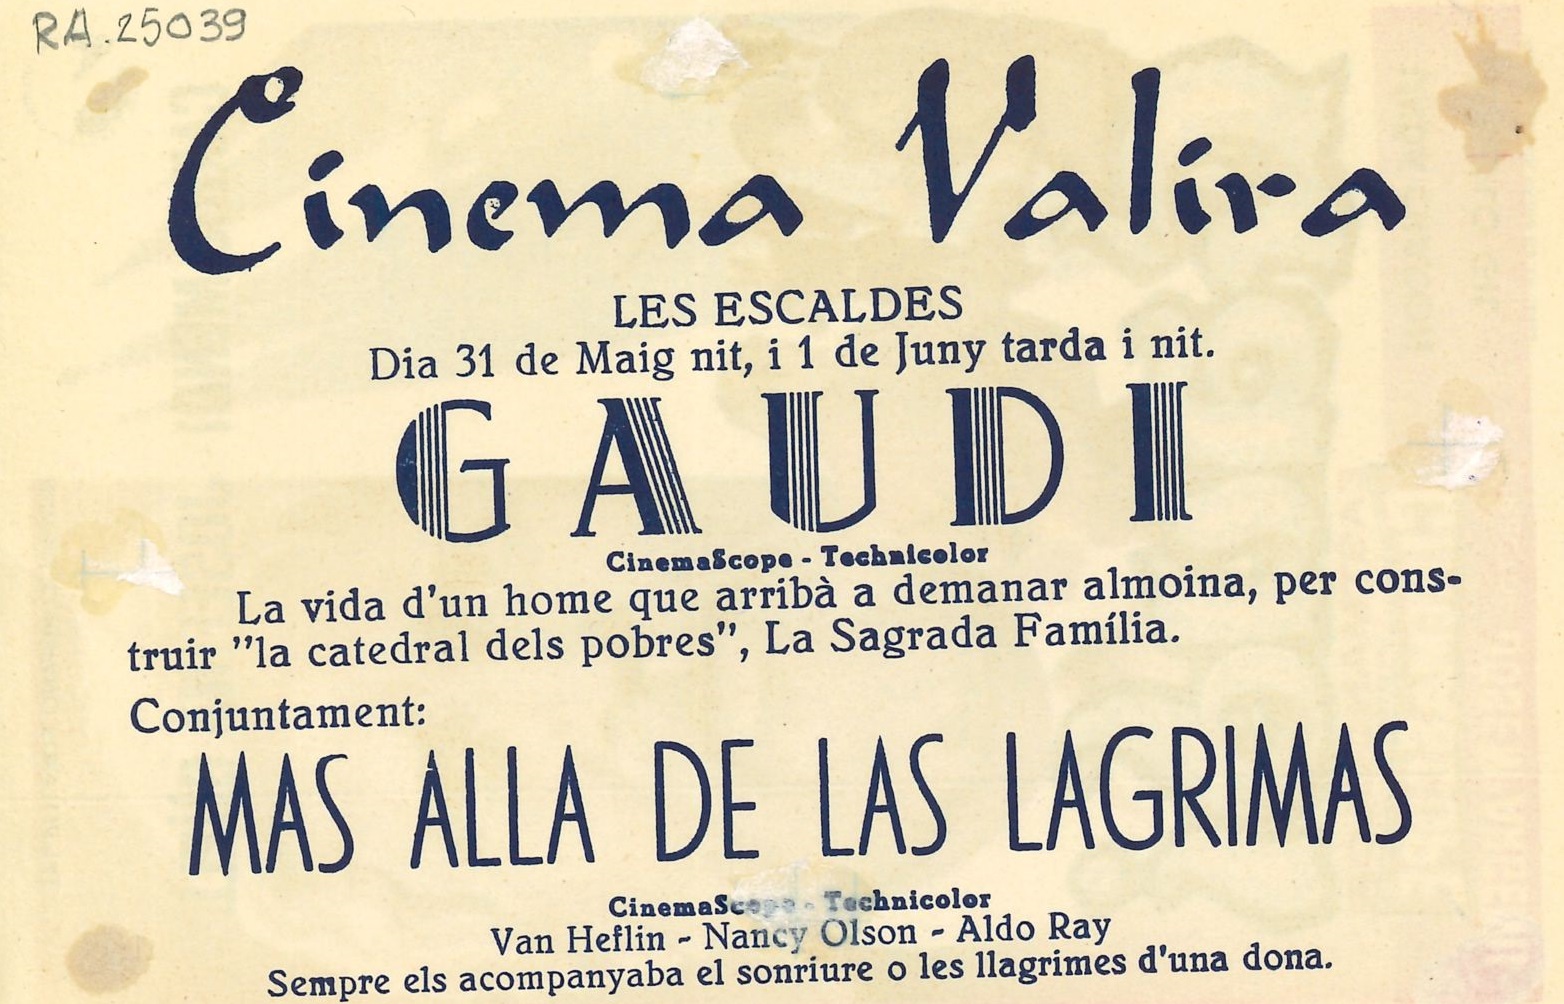 RA.25039
Cinema Valira
LES ESCALDES
Dia 31 de Maig nit, i 1 de Juny tarda i nit.
GAUDI
CinemaScope - Technicolor
La vida d'un home que arribà a demanar almoina, per cons-
truir "la catedral dels pobres", La Sagrada Família.
Conjuntament:
MAS ALLA DE LAS LAGRIMAS
CinemaScope - Technicolor
Van Heflin - Nancy Olson - Aldo Ray
Sempre els acompanyaba el sonriure o les llagrimes d'una dona.